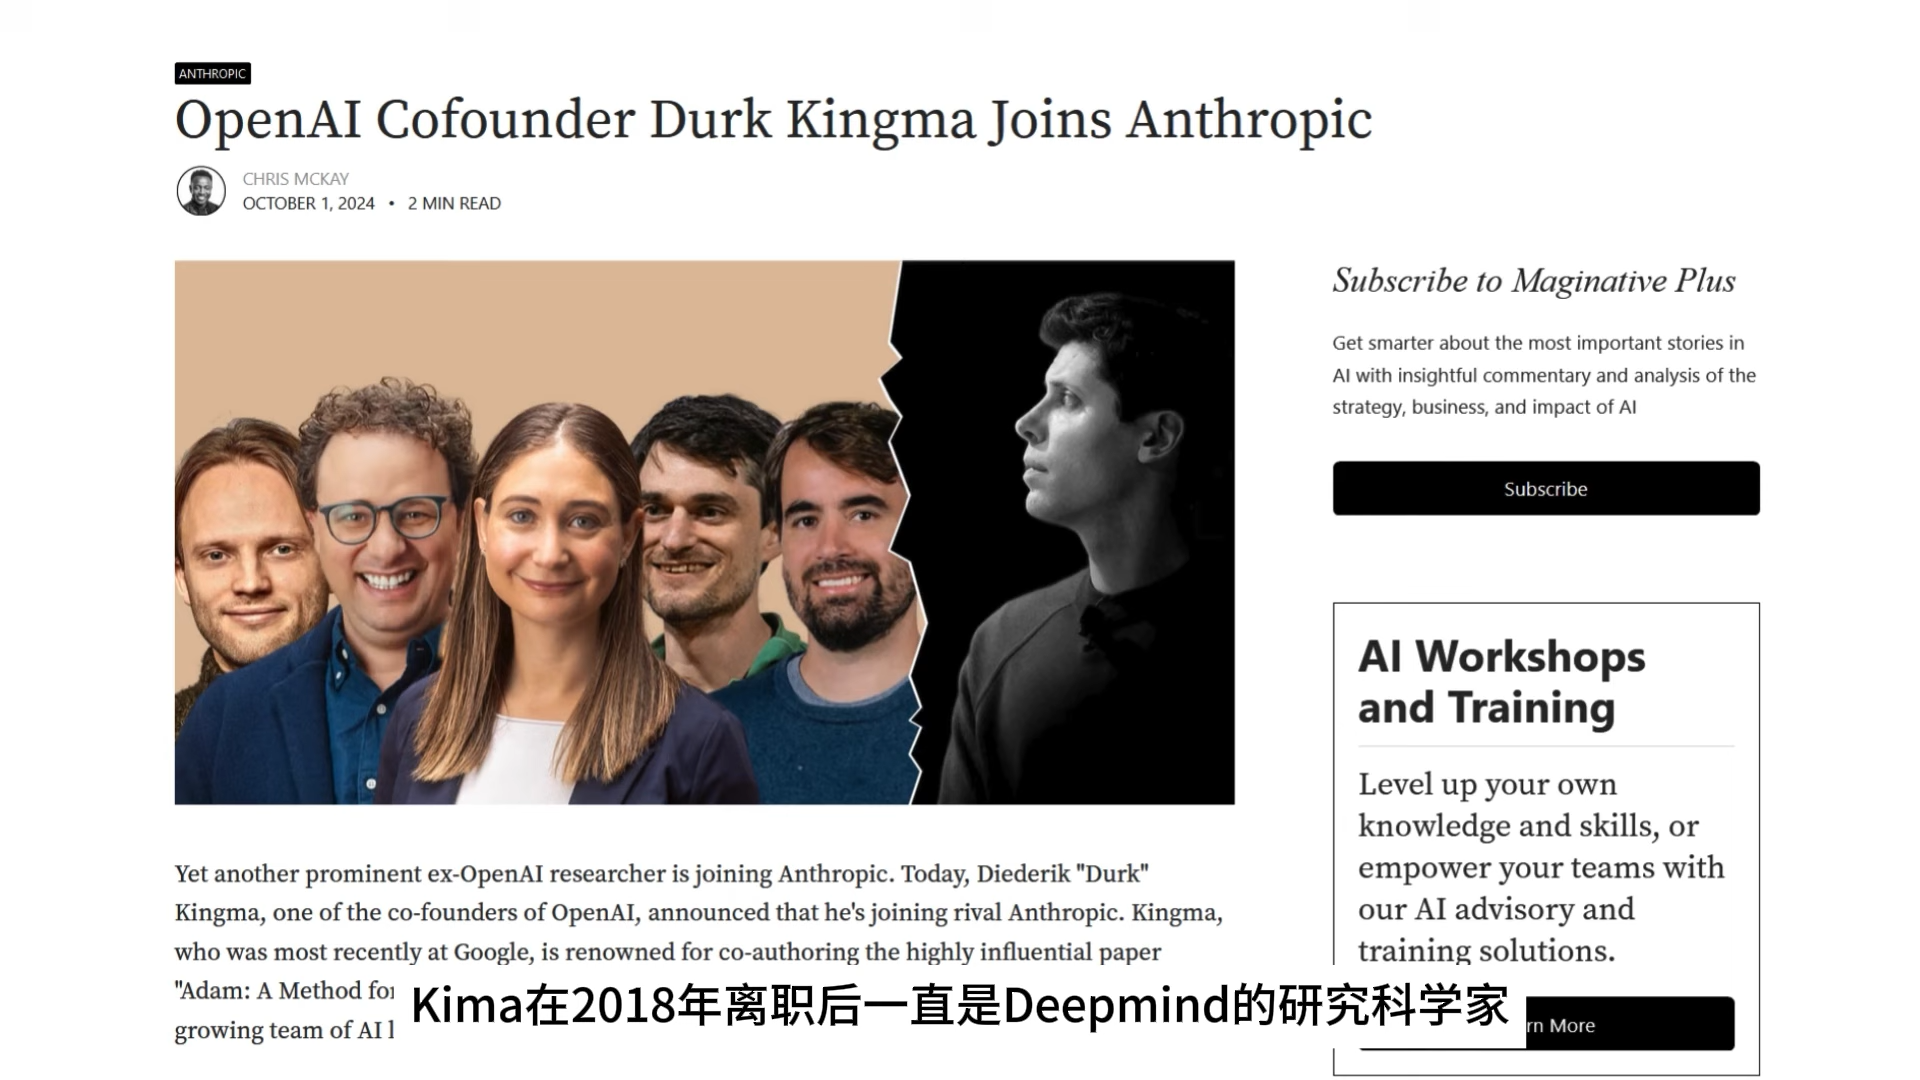 ANTHROPIC
OpenAI Cofounder Durk Kingma Joins Anthropic
CHRIS MCKAY
OCTOBER 1, 2024 • 2 MIN READ
Subscribe to Maginative Plus
Get smarter about the most important stories in
AI with insightful commentary and analysis of the
strategy, business, and impact of AI
Subscribe
AI Workshops
and Training
Level up your own
knowledge and skills, or
empower your teams with
our AI advisory and
training solutions.
rn More
Yet another prominent ex-OpenAI researcher is joining Anthropic. Today, Diederik "Durk"
Kingma, one of the co-founders of OpenAI, announced that he's joining rival Anthropic. Kingma,
who was most recently at Google, is renowned for co-authoring the highly influential paper
"Adam: A Method for
growing team of AI l
Kima在2018年离职后一直是Deepmind的研究科学家